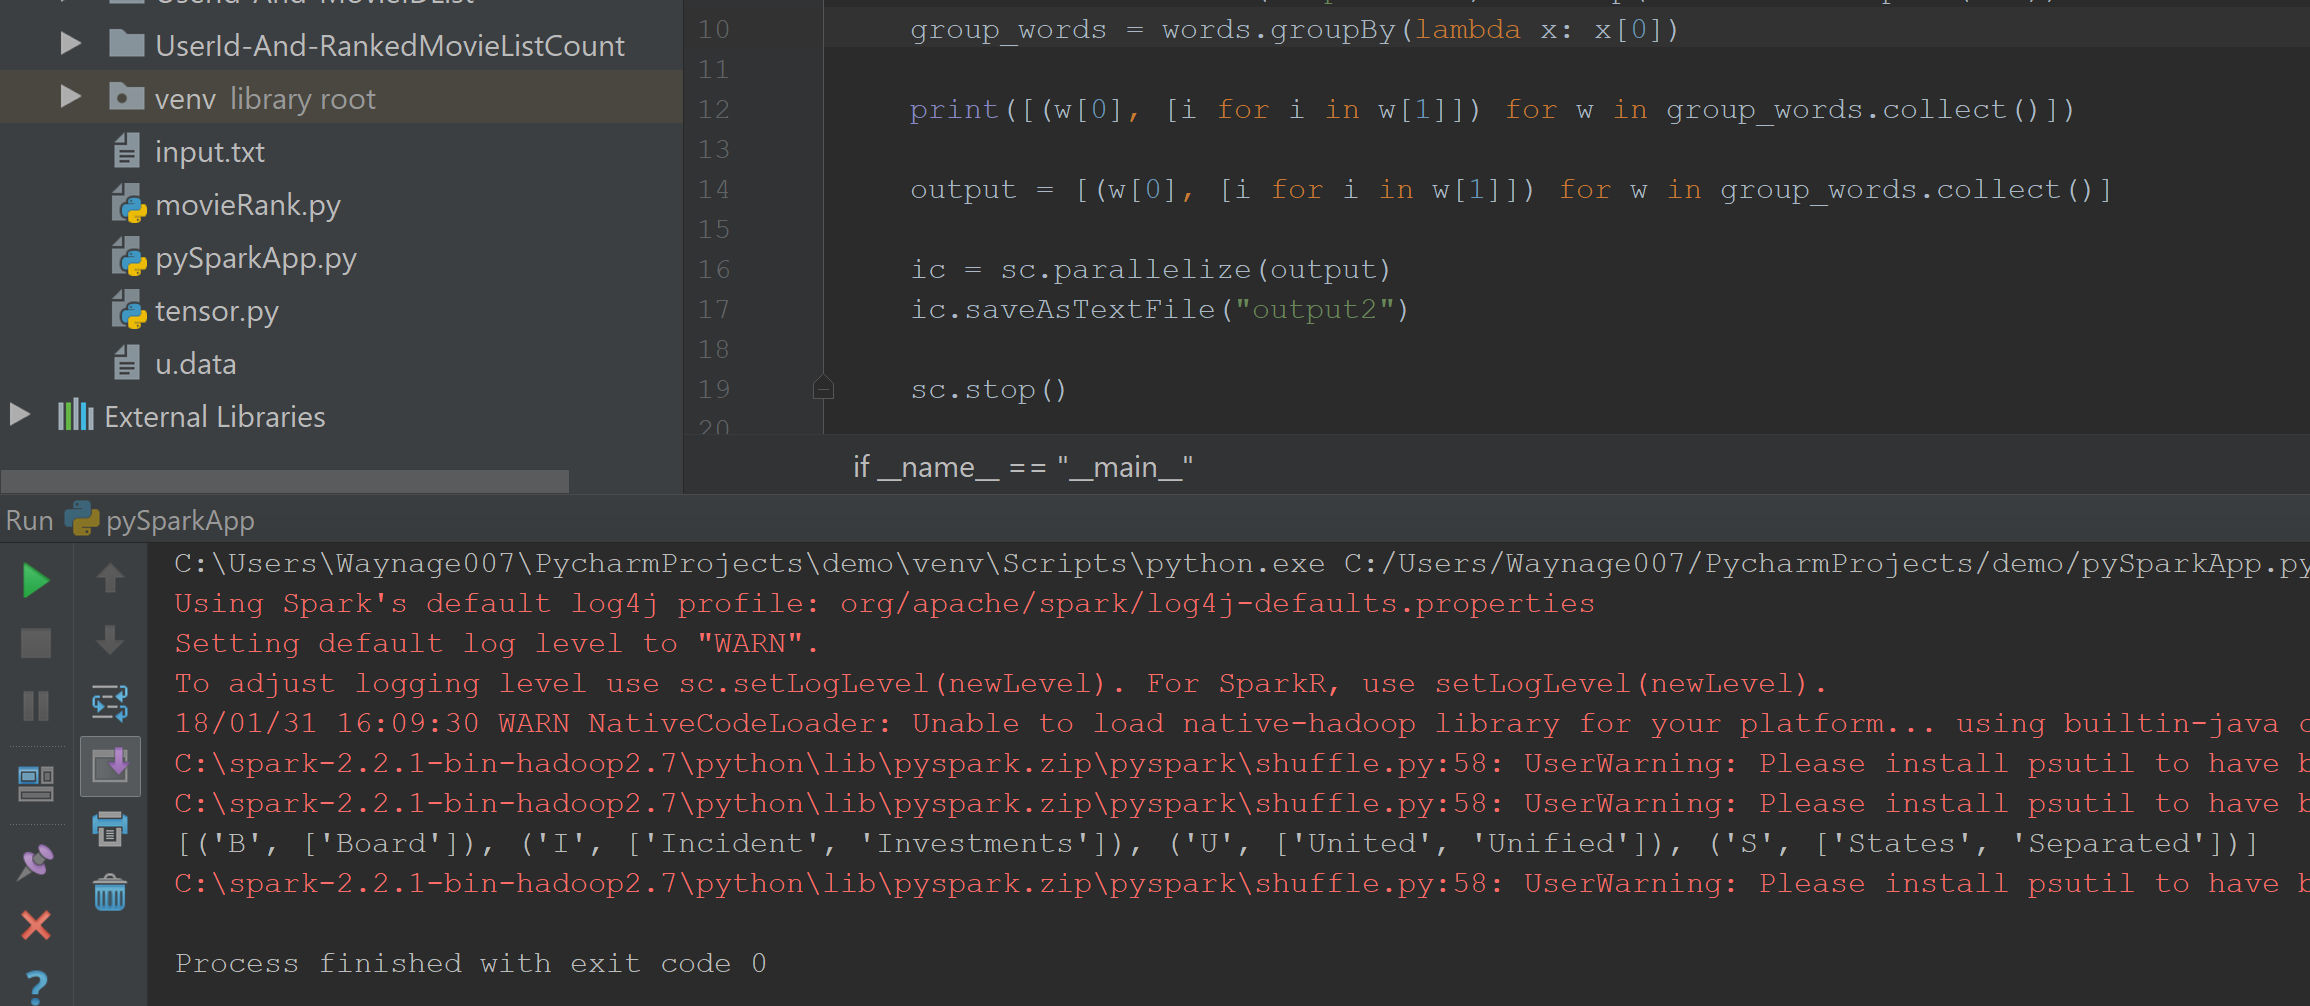 UserId-And-RankedMovieListCount
venv library root
input.txt
movieRank.py
pySparkApp.py
tensor.py
u.data
External Libraries
10 group_words = words.groupBy(lambda x: x[0])
11
12 print([(w[0], [i for i in w[1]]) for w in group_words.collect()])
13
14 output = [(w[0], [i for i in w[1]]) for w in group_words.collect()]
15
16 ic = sc.parallelize(output)
17 ic.saveAsTextFile("output2")
18
19 sc.stop()
20
if __name__ == "__main__"
Run pySparkApp
C:\Users\Waynage007\PycharmProjects\demo\venv\Scripts\python.exe C:/Users/Waynage007/PycharmProjects/demo/pySparkApp.py
Using Spark's default log4j profile: org/apache/spark/log4j-defaults.properties
Setting default log level to "WARN".
To adjust logging level use sc.setLogLevel(newLevel). For SparkR, use setLogLevel(newLevel).
18/01/31 16:09:30 WARN NativeCodeLoader: Unable to load native-hadoop library for your platform... using builtin-java
C:\spark-2.2.1-bin-hadoop2.7\python\lib\pyspark.zip\pyspark\shuffle.py:58: UserWarning: Please install psutil to have
C:\spark-2.2.1-bin-hadoop2.7\python\lib\pyspark.zip\pyspark\shuffle.py:58: UserWarning: Please install psutil to have
[('B', ['Board']), ('I', ['Incident', 'Investments']), ('U', ['United', 'Unified']), ('S', ['States', 'Separated'])]
C:\spark-2.2.1-bin-hadoop2.7\python\lib\pyspark.zip\pyspark\shuffle.py:58: UserWarning: Please install psutil to have
Process finished with exit code 0